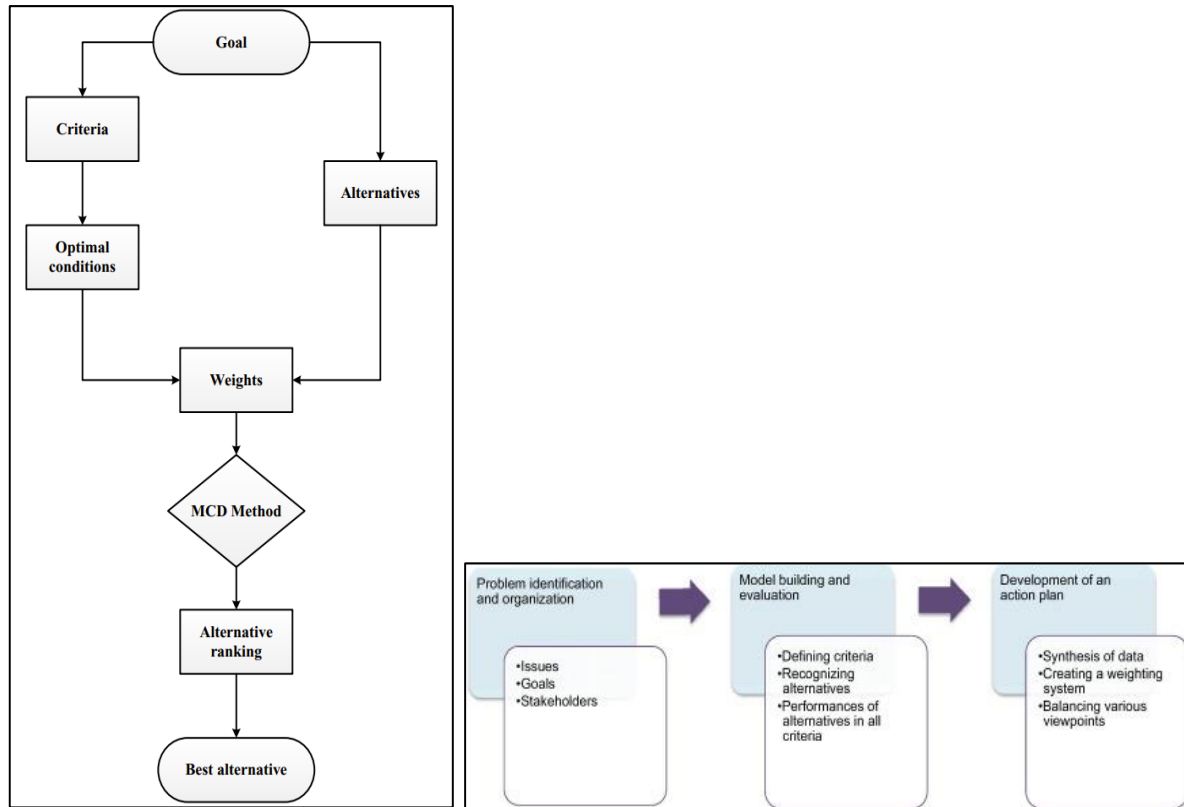 Goal
Criteria
Alternatives
Optimal
conditions
Weights
MCD Method
Alternative
ranking
Best alternative
Problem identification
and organization
•Issues
•Goals
•Stakeholders
Model building and
evaluation
•Defining criteria
•Recognizing
alternatives
•Performances of
alternatives in all
criteria
Development of an
action plan
•Synthesis of data
•Creating a weighting
system
•Balancing various
viewpoints